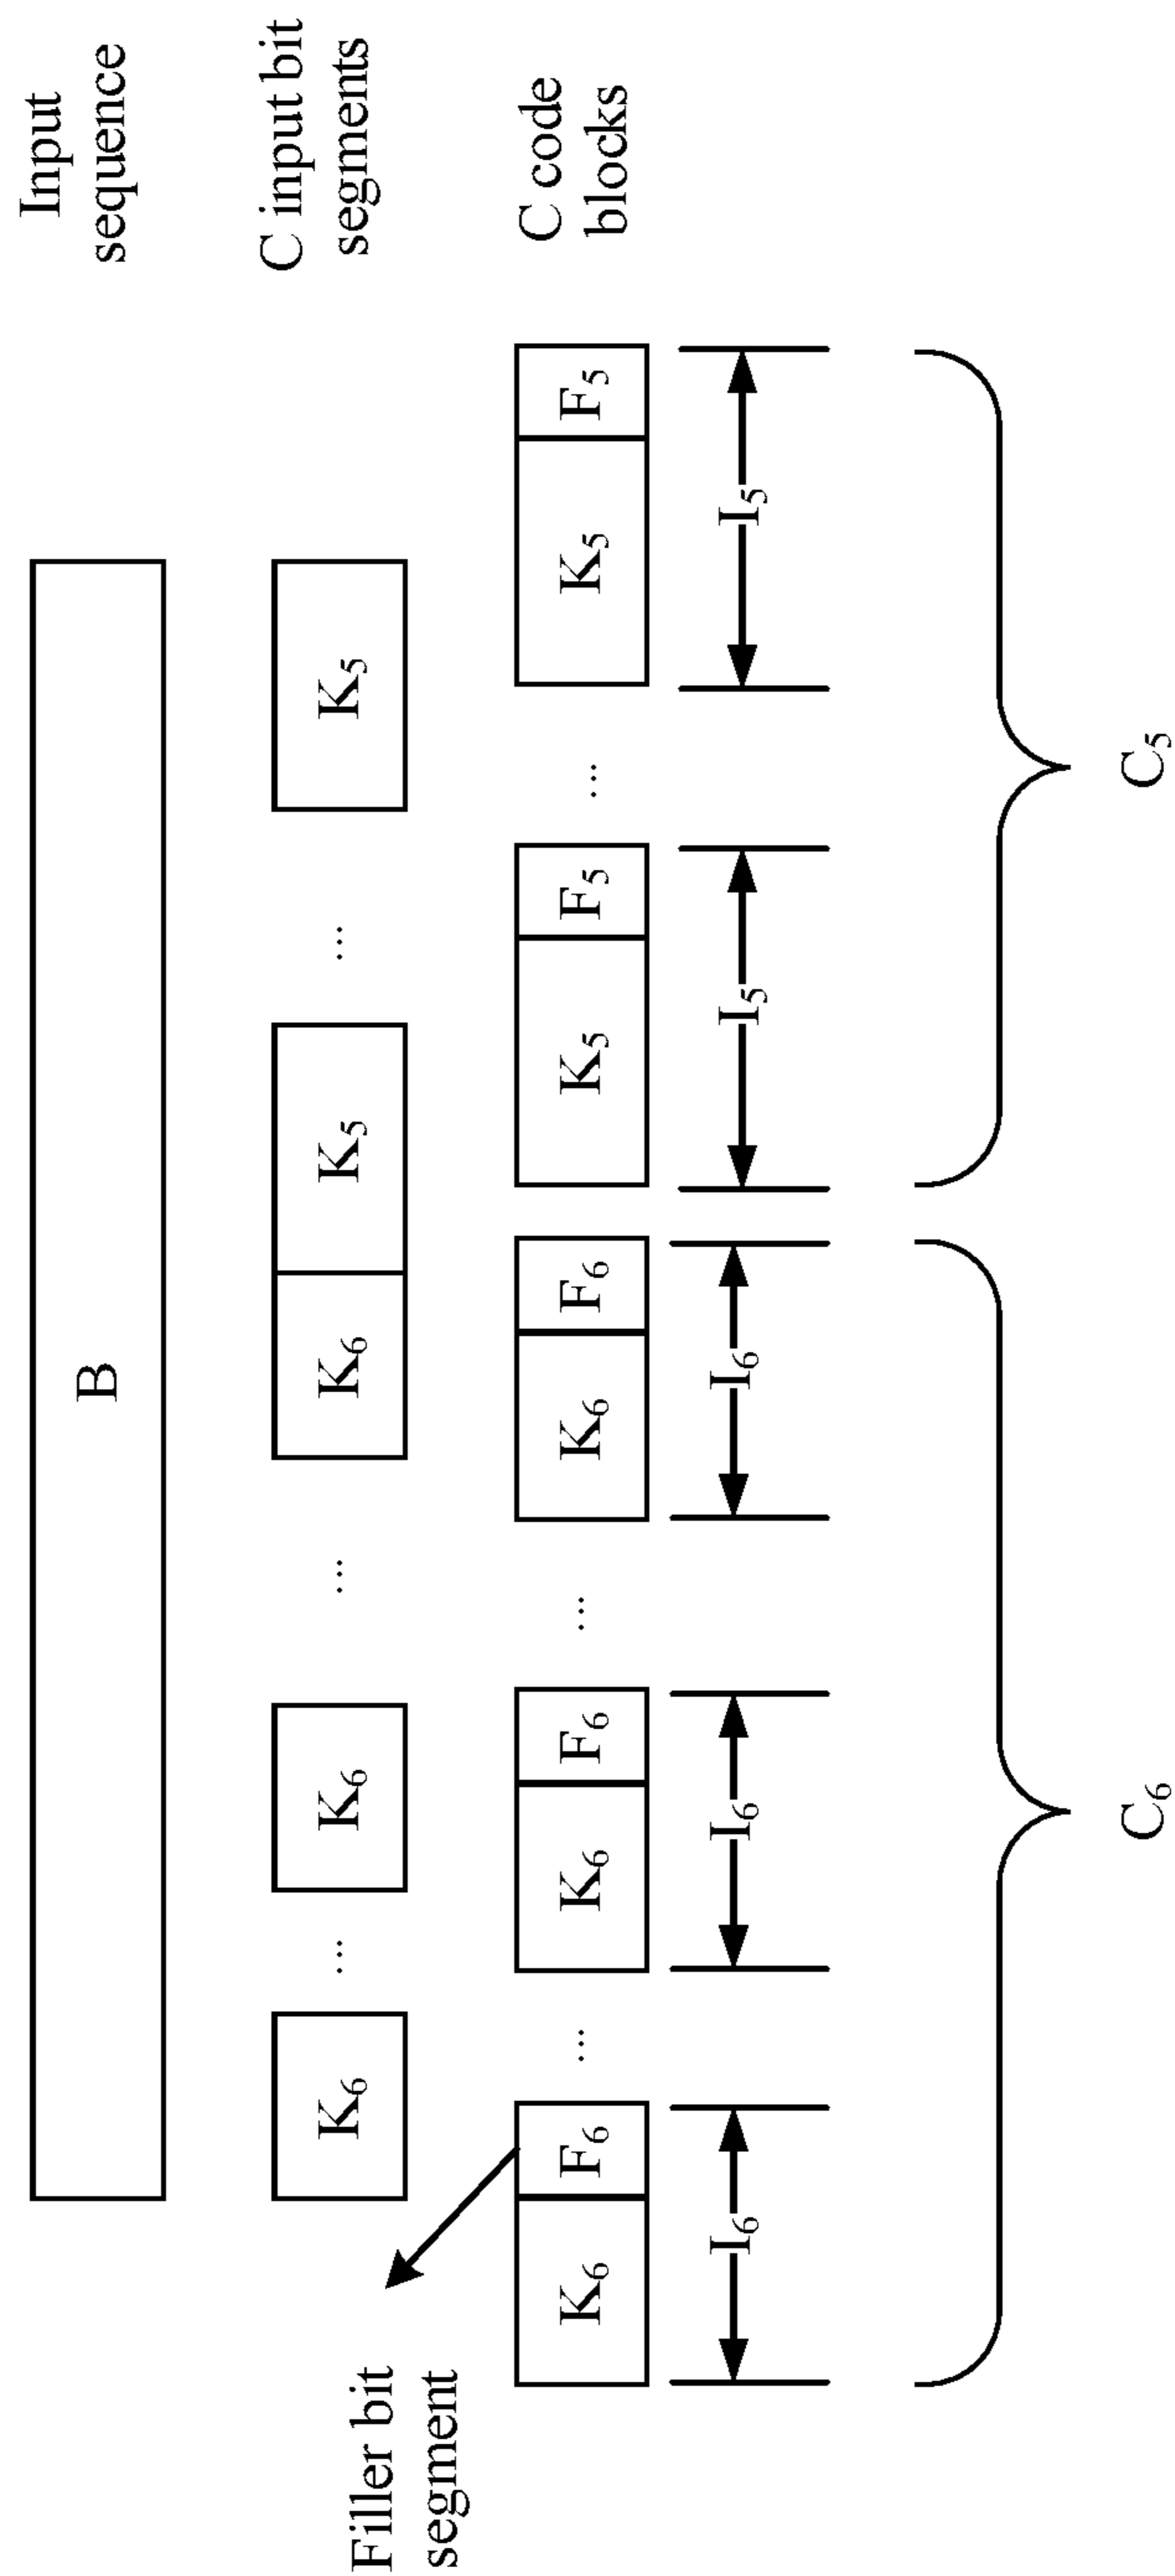 B
Input
sequence
K₆
...
K₆
...
K₆
K₅
...
K₅
C input bit
segments
Filler bit
segment
K₆
F₆
...
K₆
F₆
...
K₆
F₆
K₅
F₅
...
K₅
F₅
C code
blocks
I₆
I₆
I₆
I₅
I₅
C₆
C₅